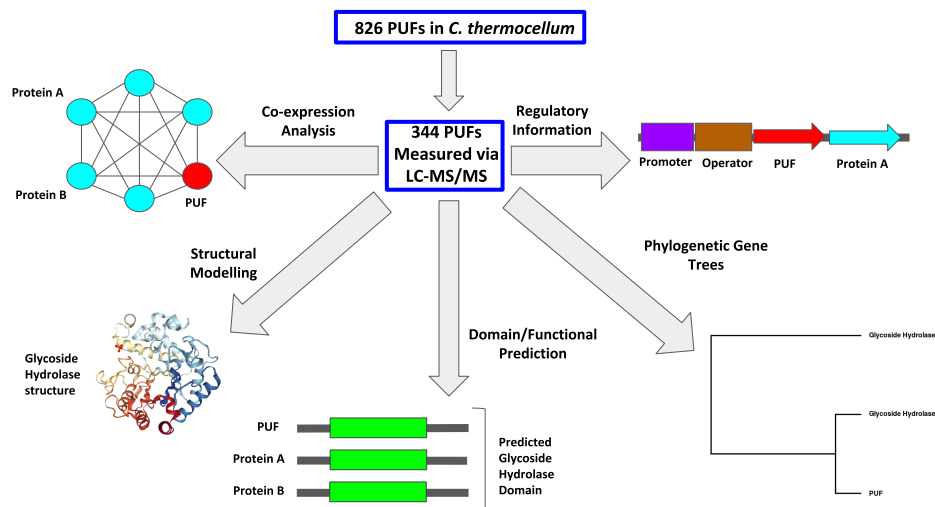 826 PUFs in C. thermocellum
Protein A
Co-expression
Analysis
Regulatory
Information
344 PUFs
Measured via
LC-MS/MS
Promoter
Operator
PUF
Protein A
Protein B
PUF
Structural
Modelling
Phylogenetic Gene
Trees
Domain/Functional
Prediction
Glycoside
Hydrolase
structure
Glycoside Hydrolase
Glycoside Hydrolase
PUF
PUF
Protein A
Protein B
Predicted
Glycoside
Hydrolase
Domain